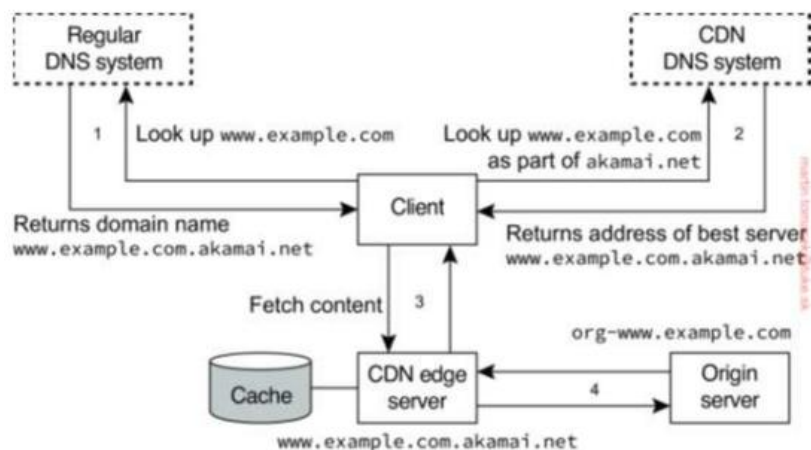 Regular
DNS system
CDN
DNS system
1
Look up www.example.com
Look up www.example.com
as part of akamai.net
2
Client
Returns domain name
www.example.com.akamai.net
Returns address of best server
www.example.com.akamai.net
Fetch content
3
org-www.example.com
Cache
CDN edge
server
4
Origin
server
www.example.com.akamai.net